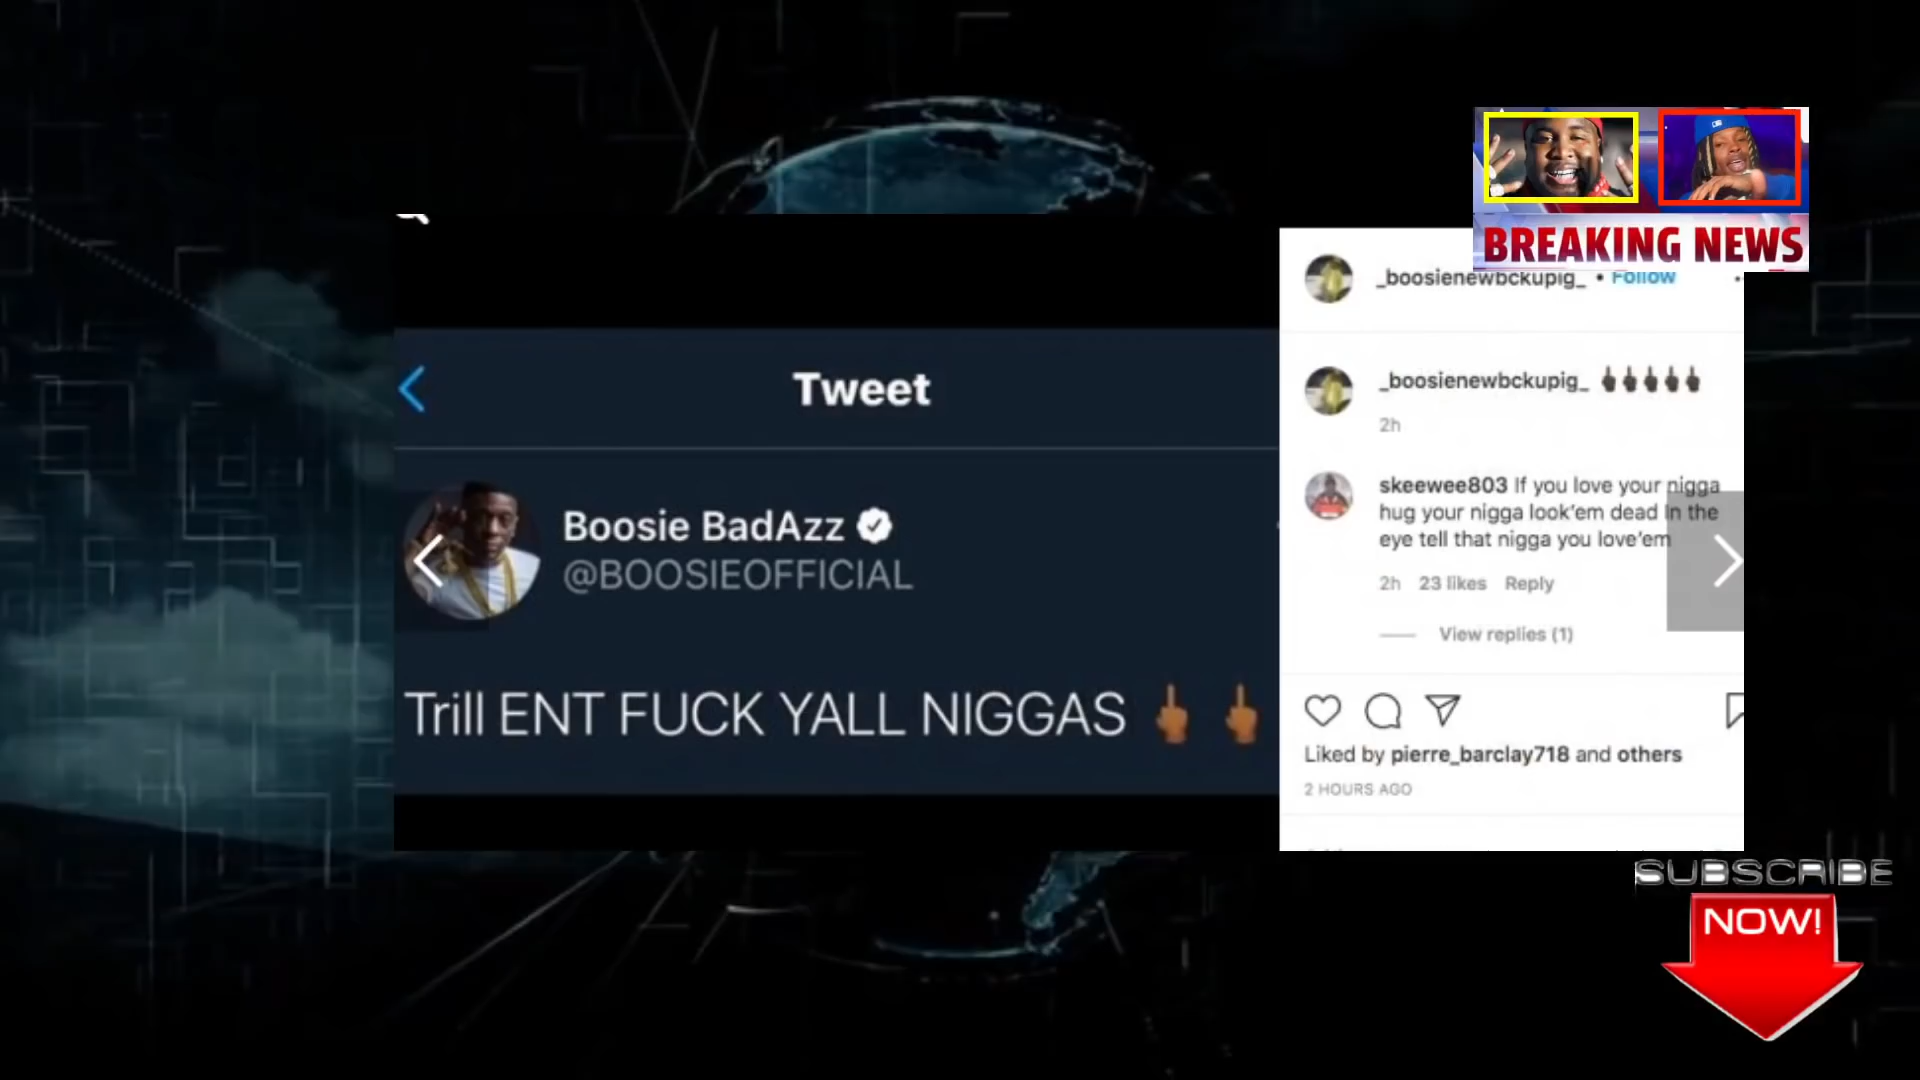 BREAKING NEWS
_boosienewbckupig_ • Follow
Tweet
Boosie BadAzz
@BOOSIEOFFICIAL
Trill ENT FUCK YALL NIGGAS 🖕🏾 🖕🏾
_boosienewbckupig_ 🖕🏿🖕🏿🖕🏿🖕🏿🖕🏿
2h
skeewee803 If you love your nigga
hug your nigga look'em dead In the
eye tell that nigga you love'em
2h 23 likes Reply
View replies (1)
Liked by pierre_barclay718 and others
2 HOURS AGO
SUBSCRIBE
NOW!